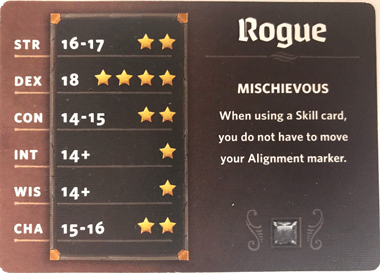 STR 16-17
DEX 18
CON 14-15
INT 14+
WIS 14+
CHA 15-16
Rogue
MISCHIEVOUS
When using a Skill card,
you do not have to move
your Alignment marker.